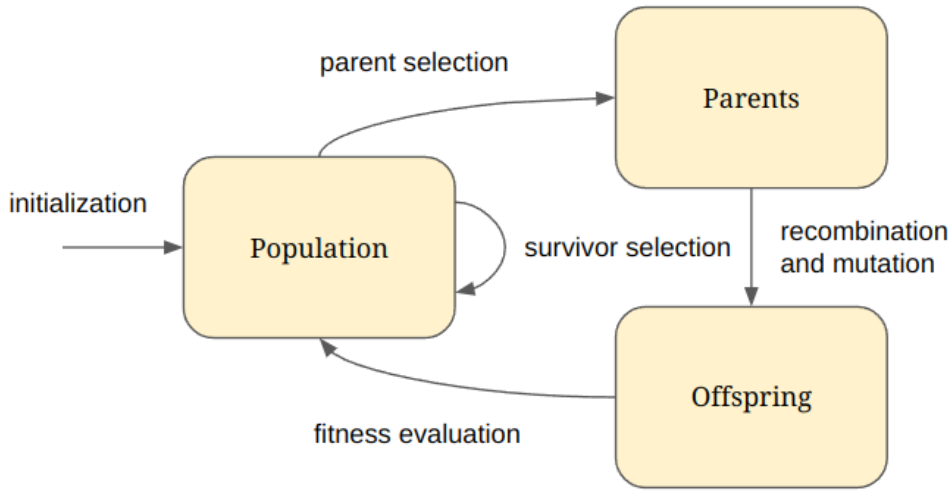 parent selection
Parents
initialization
Population
survivor selection
recombination
and mutation
Offspring
fitness evaluation